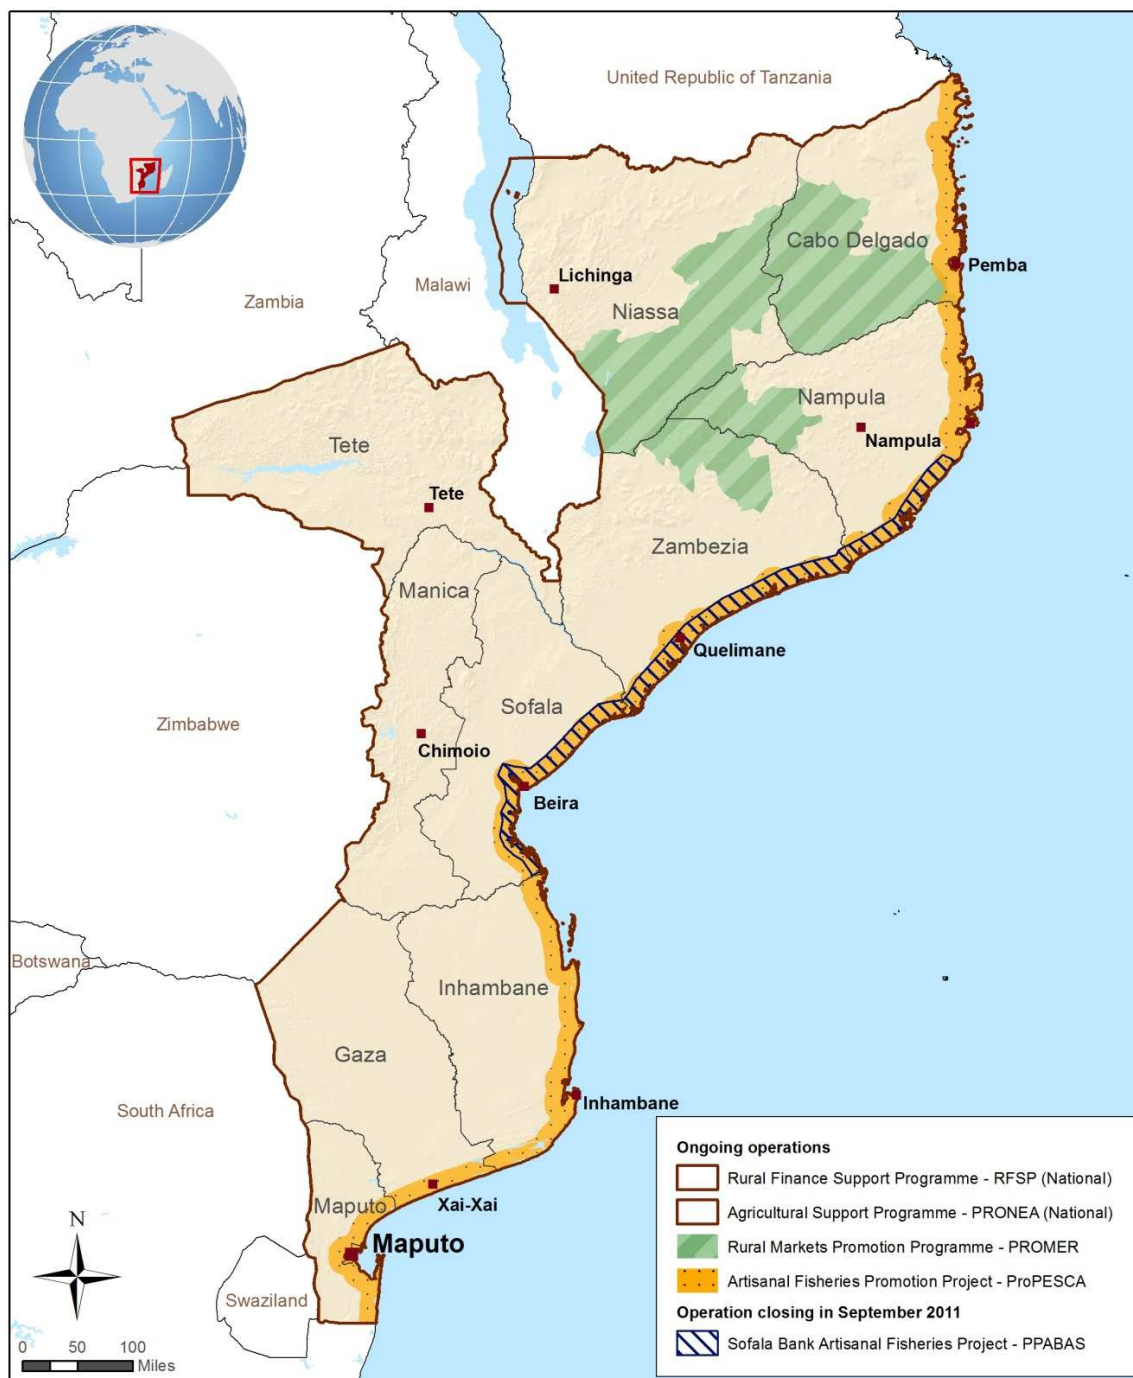 United Republic of Tanzania
Cabo Delgado
Pemba
Lichinga
Malawi
Zambia
Niassa
Nampula
Nampula
Tete
Tete
Zambezia
Manica
Quelimane
Sofala
Zimbabwe
Chimoio
Beira
Botswana
Inhambane
Gaza
South Africa
Inhambane
Xai-Xai
Maputo
Maputo
N
Swaziland
0 50 100
Miles
Ongoing operations
Rural Finance Support Programme - RFSP (National)
Agricultural Support Programme - PRONEA (National)
Rural Markets Promotion Programme - PROMER
Artisanal Fisheries Promotion Project - ProPESCA
Operation closing in September 2011
Sofala Bank Artisanal Fisheries Project - PPABAS